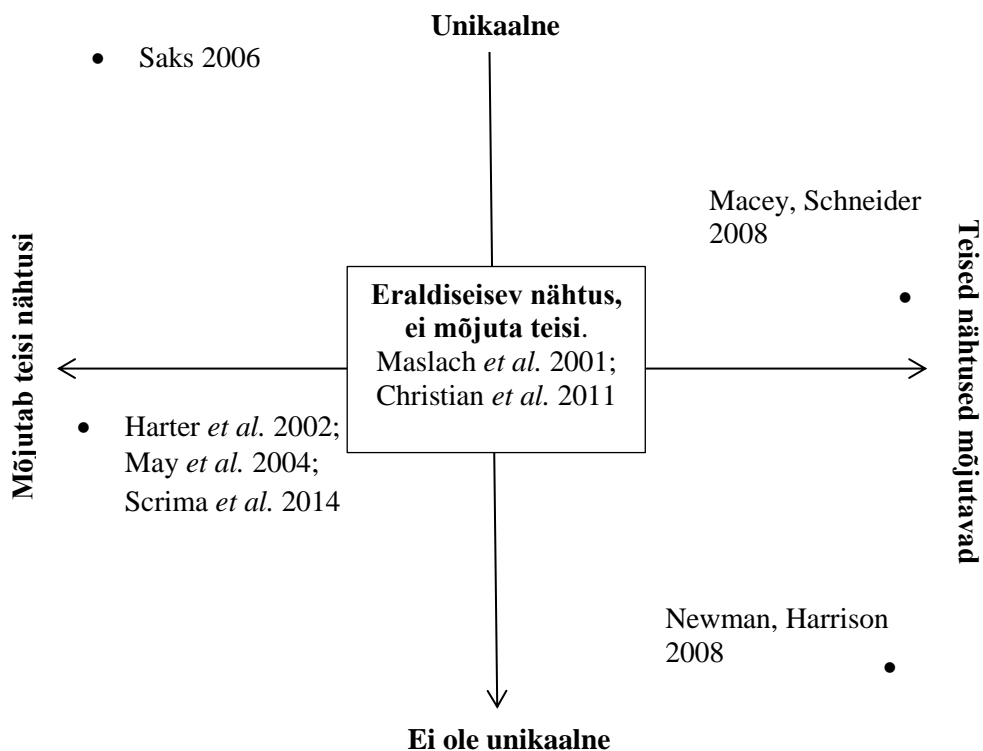 Unikaalne
Saks 2006
Macey, Schneider
2008
Mõjutab teisi nähtusi
Eraldiseisev nähtus,
ei mõjuta teisi.
Maslach et al. 2001;
Christian et al. 2011
Teised nähtused mõjutavad
Harter et al. 2002;
May et al. 2004;
Scrima et al. 2014
Newman, Harrison
2008
Ei ole unikaalne